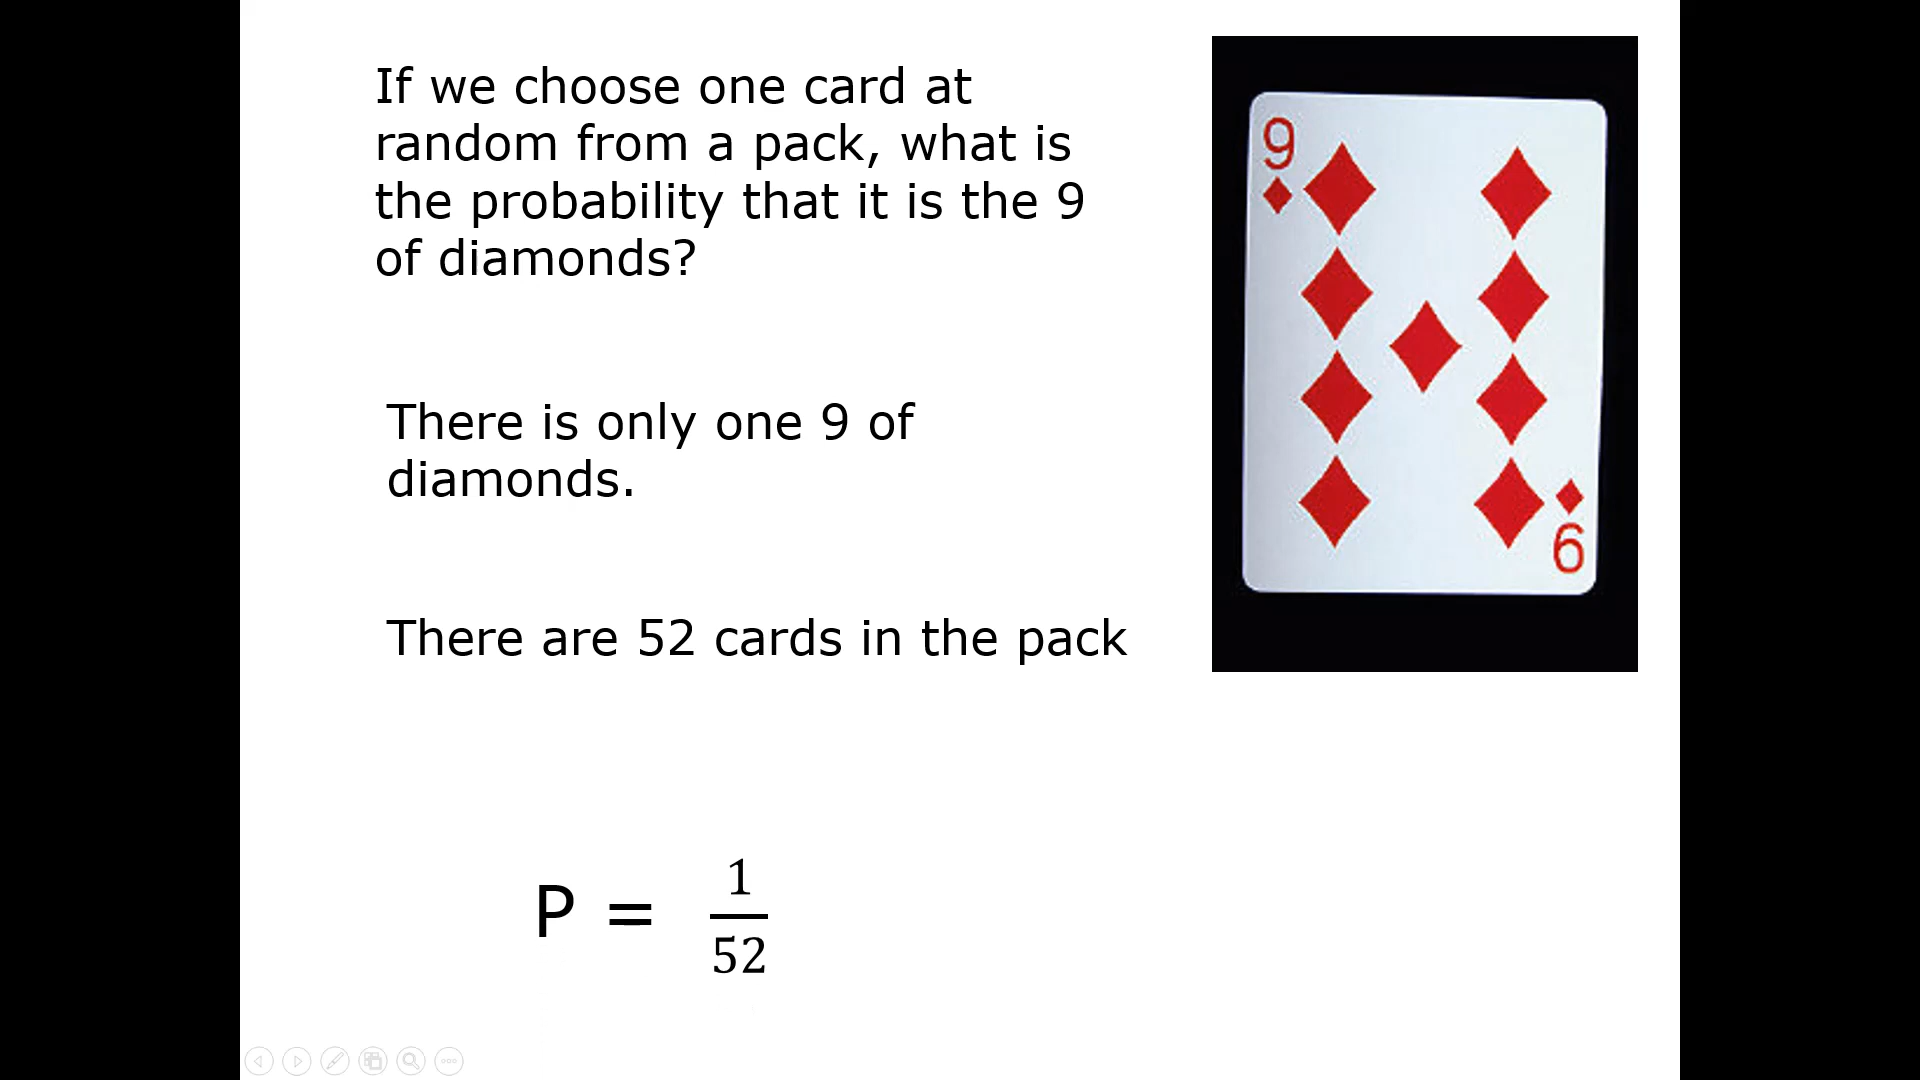 If we choose one card at
random from a pack, what is
the probability that it is the 9
of diamonds?
There is only one 9 of
diamonds.
There are 52 cards in the pack
P = 1/52
9
9